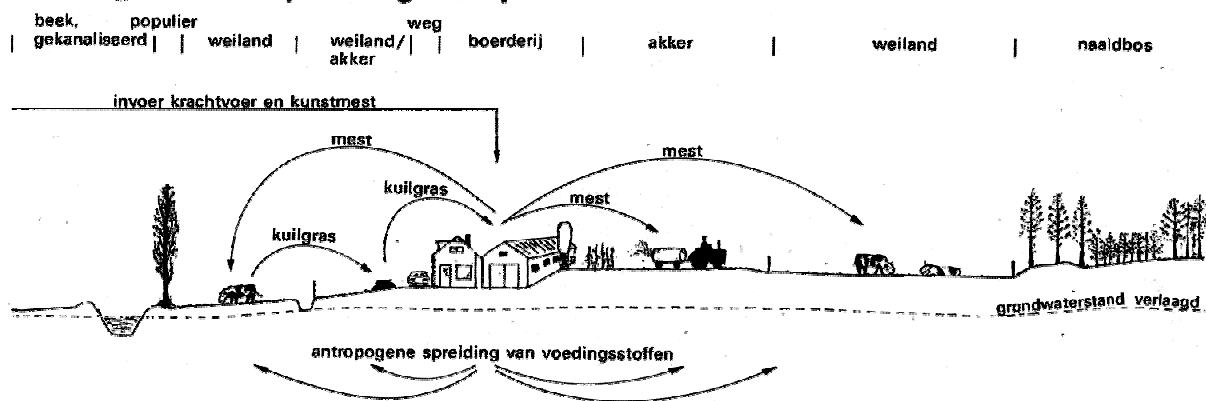 beek, populier weg
gekanaliseerd weiland weiland/ boerderij akker weiland naaldbos
akker
invoer krachtvoer en kunstmest
mest
mest
kuilgras
mest
kuilgras
grondwaterstand verlaagd
antropogene spreiding van voedingsstoffen